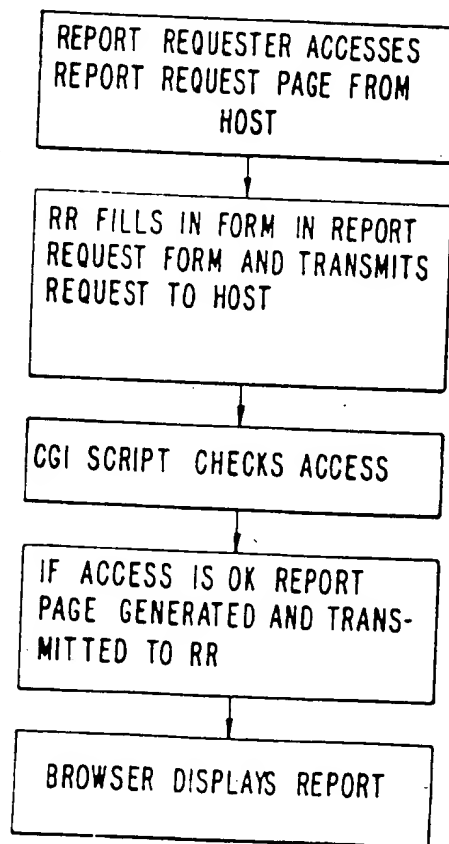 REPORT REQUESTER ACCESSES
REPORT REQUEST PAGE FROM
HOST
RR FILLS IN FORM IN REPORT
REQUEST FORM AND TRANSMITS
REQUEST TO HOST
CGI SCRIPT CHECKS ACCESS
IF ACCESS IS OK REPORT
PAGE GENERATED AND TRANS-
MITTED TO RR
BROWSER DISPLAYS REPORT